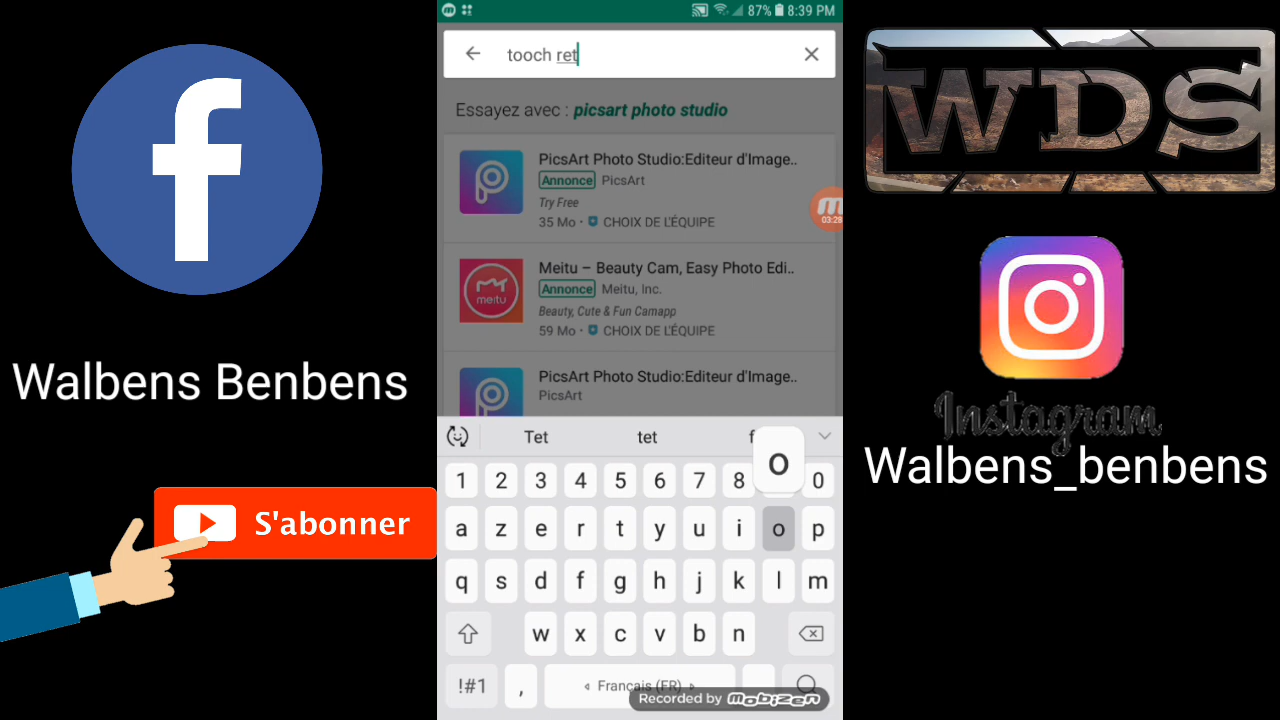 87% 8:39 PM
tooch ret
Essayez avec : picsart photo studio
PicsArt Photo Studio:Editeur d'Image..
Annonce PicsArt
Try Free
35 Mo • CHOIX DE L'ÉQUIPE
03:28
Meitu – Beauty Cam, Easy Photo Edi..
Annonce Meitu, Inc.
meitu
Beauty, Cute & Fun Camapp
59 Mo • CHOIX DE L'ÉQUIPE
PicsArt Photo Studio:Editeur d'Image..
PicsArt
Tet tet f
o
1 2 3 4 5 6 7 8 0
a z e r t y u i o p
q s d f g h j k l m
w x c v b n
!#1 , Français (FR)
Recorded by mobizen
f
Walbens Benbens
S'abonner
WDS
Instagram
Walbens_benbens